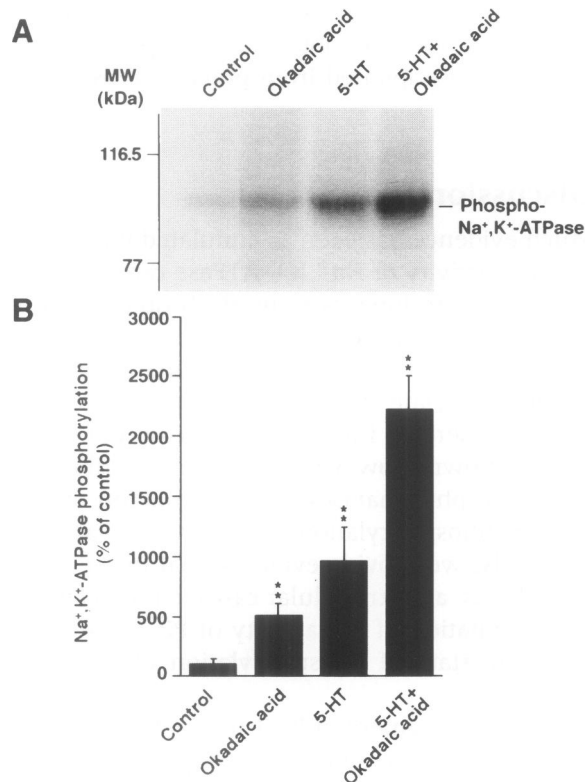 A
MW
(kDa)
Control
Okadaic acid
5-HT
5-HT+
Okadaic acid
116.5
77
Phospho-
Na⁺,K⁺-ATPase
B
Na⁺,K⁺-ATPase phosphorylation
(% of control)
3000
2500
2000
1500
1000
500
0
**
**
**
Control
Okadaic acid
5-HT
5-HT+
Okadaic acid